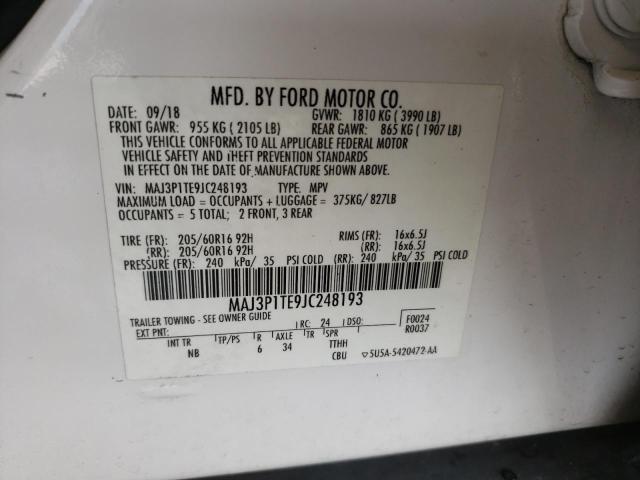 MFD. BY FORD MOTOR CO.
DATE: 09/18 GVWR: 1810 KG ( 3990 LB)
FRONT GAWR: 955 KG ( 2105 LB) REAR GAWR: 865 KG ( 1907 LB)
THIS VEHICLE CONFORMS TO ALL APPLICABLE FEDERAL MOTOR
VEHICLE SAFETY AND THEFT PREVENTION STANDARDS
IN EFFECT ON THE DATE OF MANUFACTURE SHOWN ABOVE.
VIN: MAJ3P1TE9JC248193 TYPE: MPV
MAXIMUM LOAD = OCCUPANTS + LUGGAGE = 375KG/ 827LB
OCCUPANTS = 5 TOTAL; 2 FRONT, 3 REAR
TIRE (FR): 205/60R16 92H RIMS (FR): 16x6.5J
(RR): 205/60R16 92H (RR): 16x6.5J
PRESSURE (FR): 240 kPa/ 35 PSI COLD (RR): 240 kPa/ 35 PSI COLD
MAJ3P1TE9JC248193
TRAILER TOWING - SEE OWNER GUIDE
EXT PNT: RC: 24 DSO: F0024
R0037
INT TR TP/PS R AXLE TR SPR
NB 6 34 TTHH
CBU 5U5A-5420472-AA